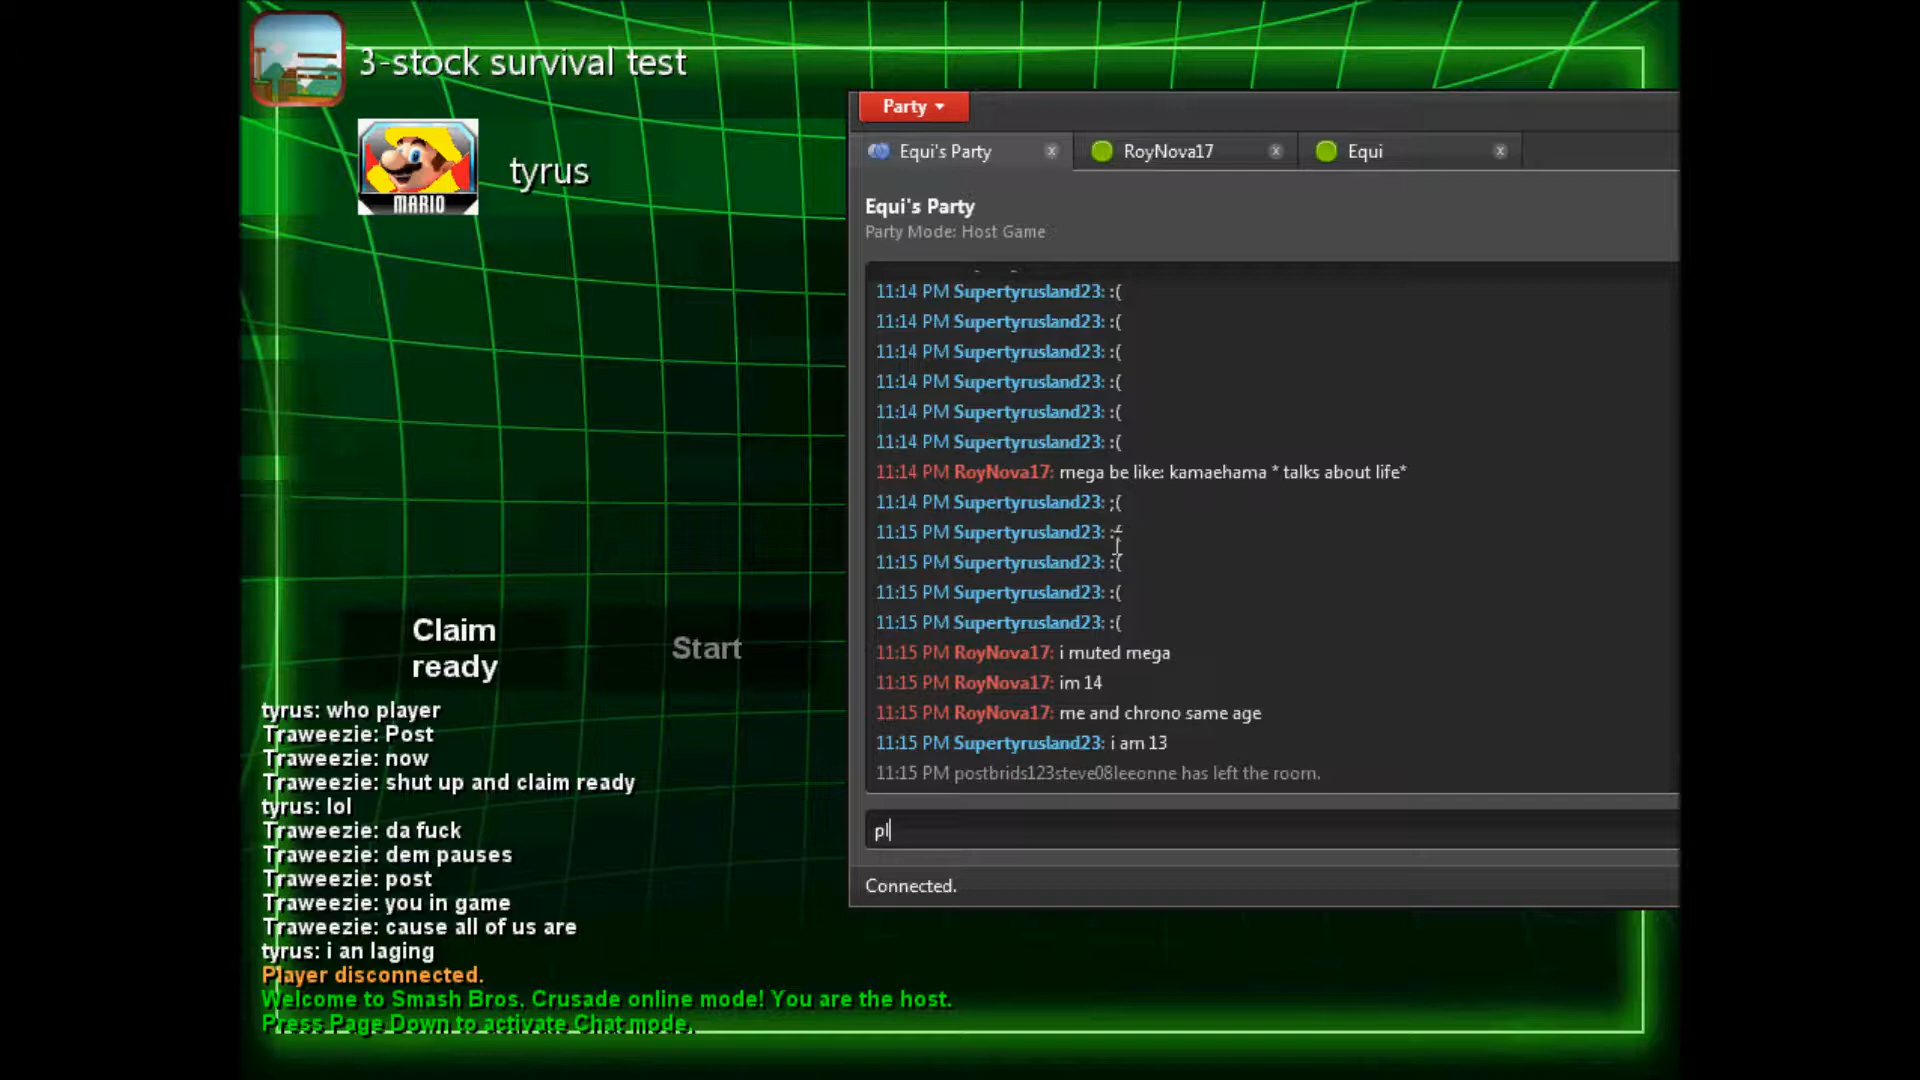 3-stock survival test
MARIO
tyrus
Claim
ready
Start
tyrus: who player
Traweezie: Post
Traweezie: now
Traweezie: shut up and claim ready
tyrus: lol
Traweezie: da fuck
Traweezie: dem pauses
Traweezie: post
Traweezie: you in game
Traweezie: cause all of us are
tyrus: i an laging
Player disconnected.
Welcome to Smash Bros. Crusade online mode! You are the host.
Press Page Down to activate Chat mode.
Party
Equi's Party
RoyNova17
Equi
Equi's Party
Party Mode: Host Game
11:14 PM Supertyrusland23: :(
11:14 PM Supertyrusland23: :(
11:14 PM Supertyrusland23: :(
11:14 PM Supertyrusland23: :(
11:14 PM Supertyrusland23: :(
11:14 PM Supertyrusland23: :(
11:14 PM RoyNova17: mega be like: kamaehama * talks about life*
11:14 PM Supertyrusland23: ;(
11:15 PM Supertyrusland23:
11:15 PM Supertyrusland23: :(
11:15 PM Supertyrusland23: :(
11:15 PM Supertyrusland23: :(
11:15 PM RoyNova17: i muted mega
11:15 PM RoyNova17: im 14
11:15 PM RoyNova17: me and chrono same age
11:15 PM Supertyrusland23: i am 13
11:15 PM postbrids123steve08leeonne has left the room.
pl
Connected.